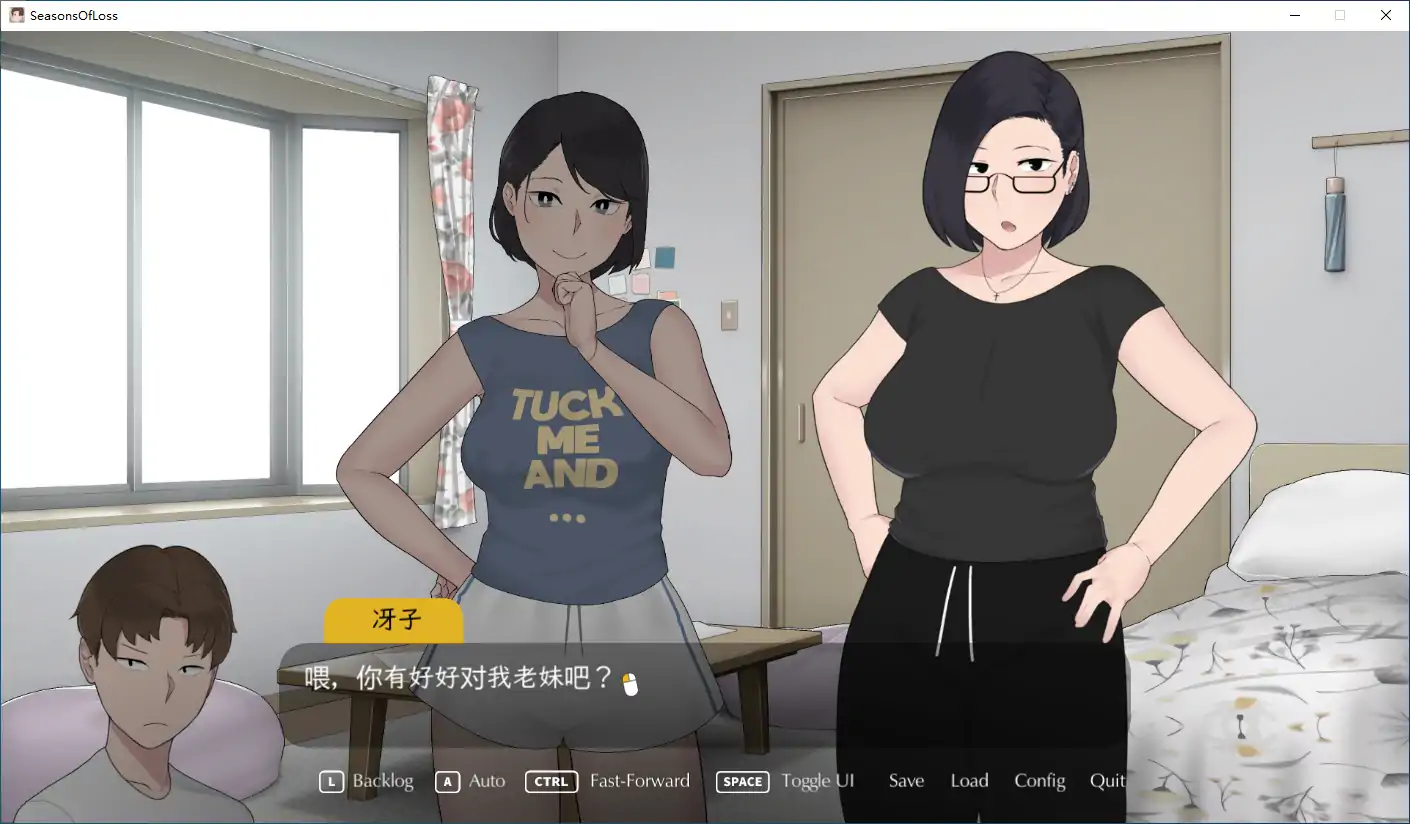 SeasonsOfLoss
TUCK
ME
AND
...
冴子
喂，你有好好对我老妹吧？
L Backlog A Auto CTRL Fast-Forward SPACE Toggle UI Save Load Config Quit